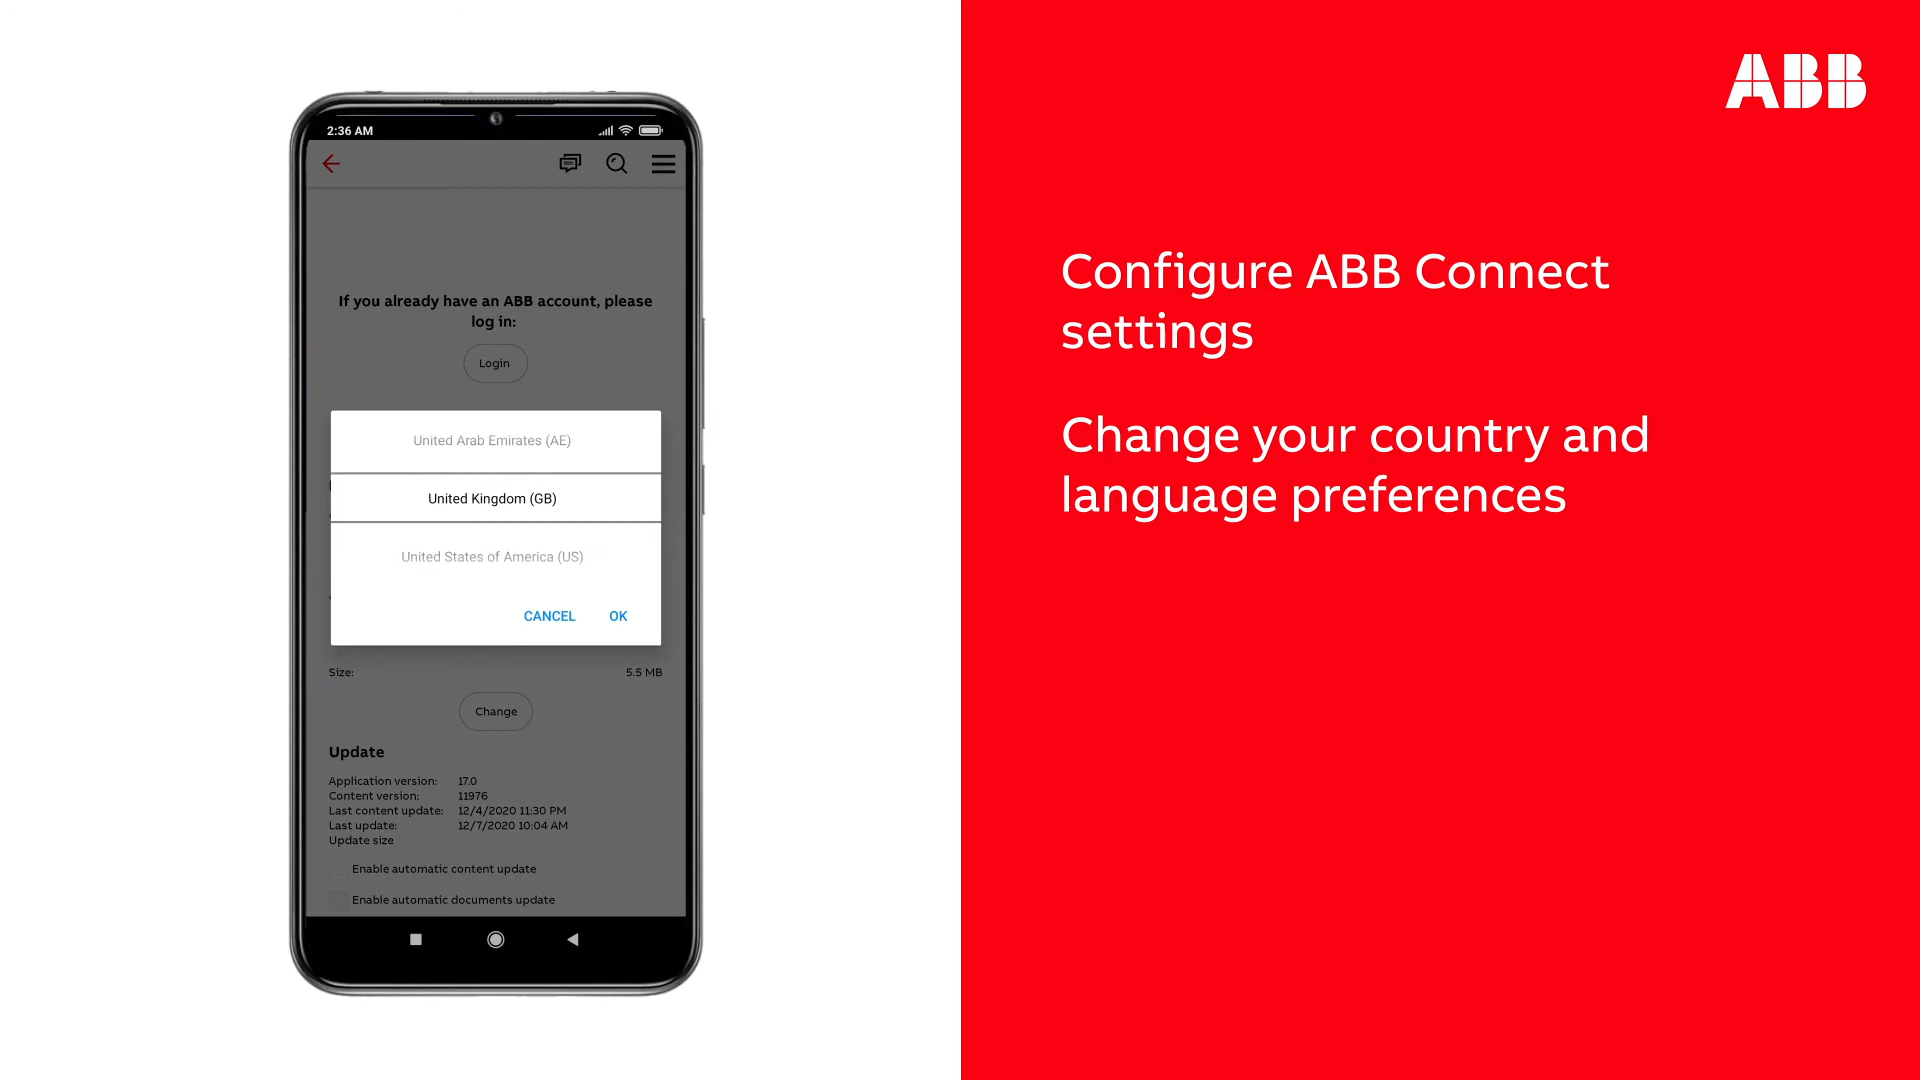 2:36 AM
If you already have an ABB account, please
log in:
Login
United Arab Emirates (AE)
United Kingdom (GB)
United States of America (US)
CANCEL OK
Size: 5.5 MB
Change
Update
Application version: 17.0
Content version: 11976
Last content update: 12/4/2020 11:30 PM
Last update: 12/7/2020 10:04 AM
Update size
Enable automatic content update
Enable automatic documents update
ABB
Configure ABB Connect
settings
Change your country and
language preferences